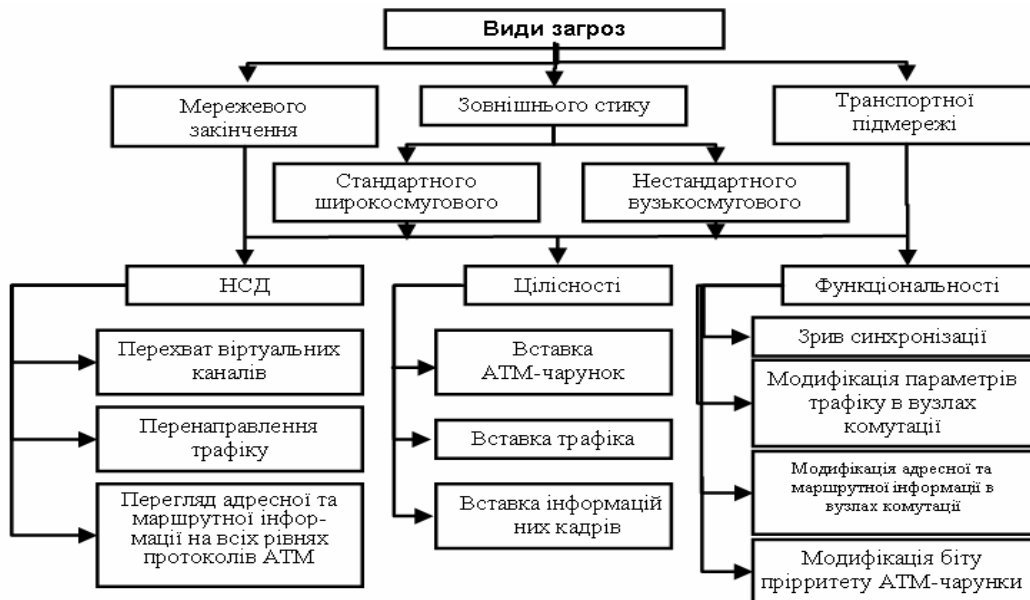 Види загроз
Мережевого
закінчення
Зовнішнього стику
Транспортної
підмережі
Стандартного
широкосмугового
Нестандартного
вузькосмугового
НСД
Цілісності
Функціональності
Перехват віртуальних
каналів
Перенаправлення
трафіку
Перегляд адресної та
маршрутної інфор-
мації на всіх рівнях
протоколів АТМ
Вставка
АТМ-чарунок
Вставка трафіка
Вставка інформацій
них кадрів
Зрив синхронізації
Модифікація параметрів
трафіку в вузлах
комутації
Модифікація адресної та
маршрутної інформації в
вузлах комутації
Модифікація біту
прірритету АТМ-чарунки